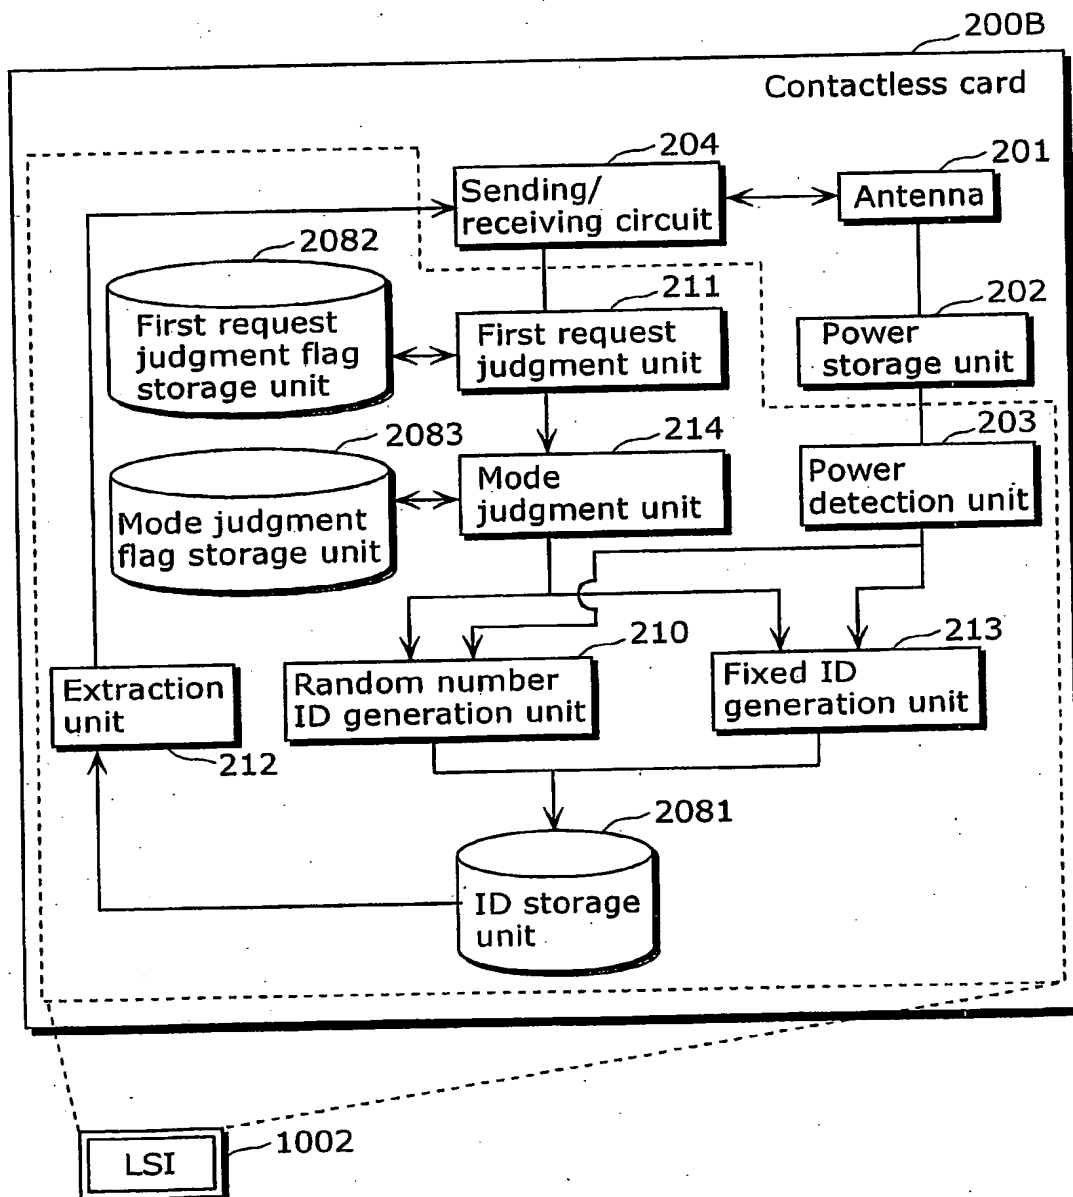 200B
Contactless card
204
201
Sending/
receiving circuit
Antenna
2082
211
202
First request
judgment flag
storage unit
First request
judgment unit
Power
storage unit
2083
214
203
Mode judgment
flag storage unit
Mode
judgment unit
Power
detection unit
210
213
Extraction
unit
Random number
ID generation unit
Fixed ID
generation unit
212
2081
ID storage
unit
LSI
1002